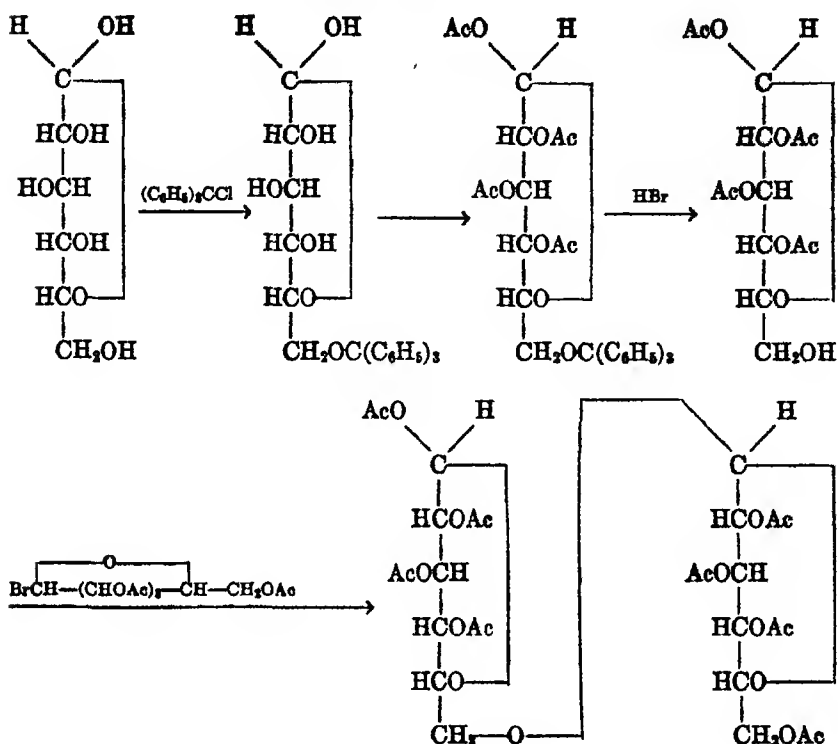 H OH H OH AcO H AcO H
C C C C
HCOH HCOH HCOAc HCOAc
HOCH (C₆H₅)₃CCl HOCH AcOCH HBr AcOCH
HCOH HCOH HCOAc HCOAc
HCO HCO HCO HCO
CH₂OH CH₂OC(C₆H₅)₃ CH₂OC(C₆H₅)₃ CH₂OH
AcO H H
C C
HCOAc HCOAc
O
BrCH—(CHOAc)₃—CH—CH₂OAc AcOCH AcOCH
HCOAc HCOAc
HCO HCO
CH₂—O CH₂OAc